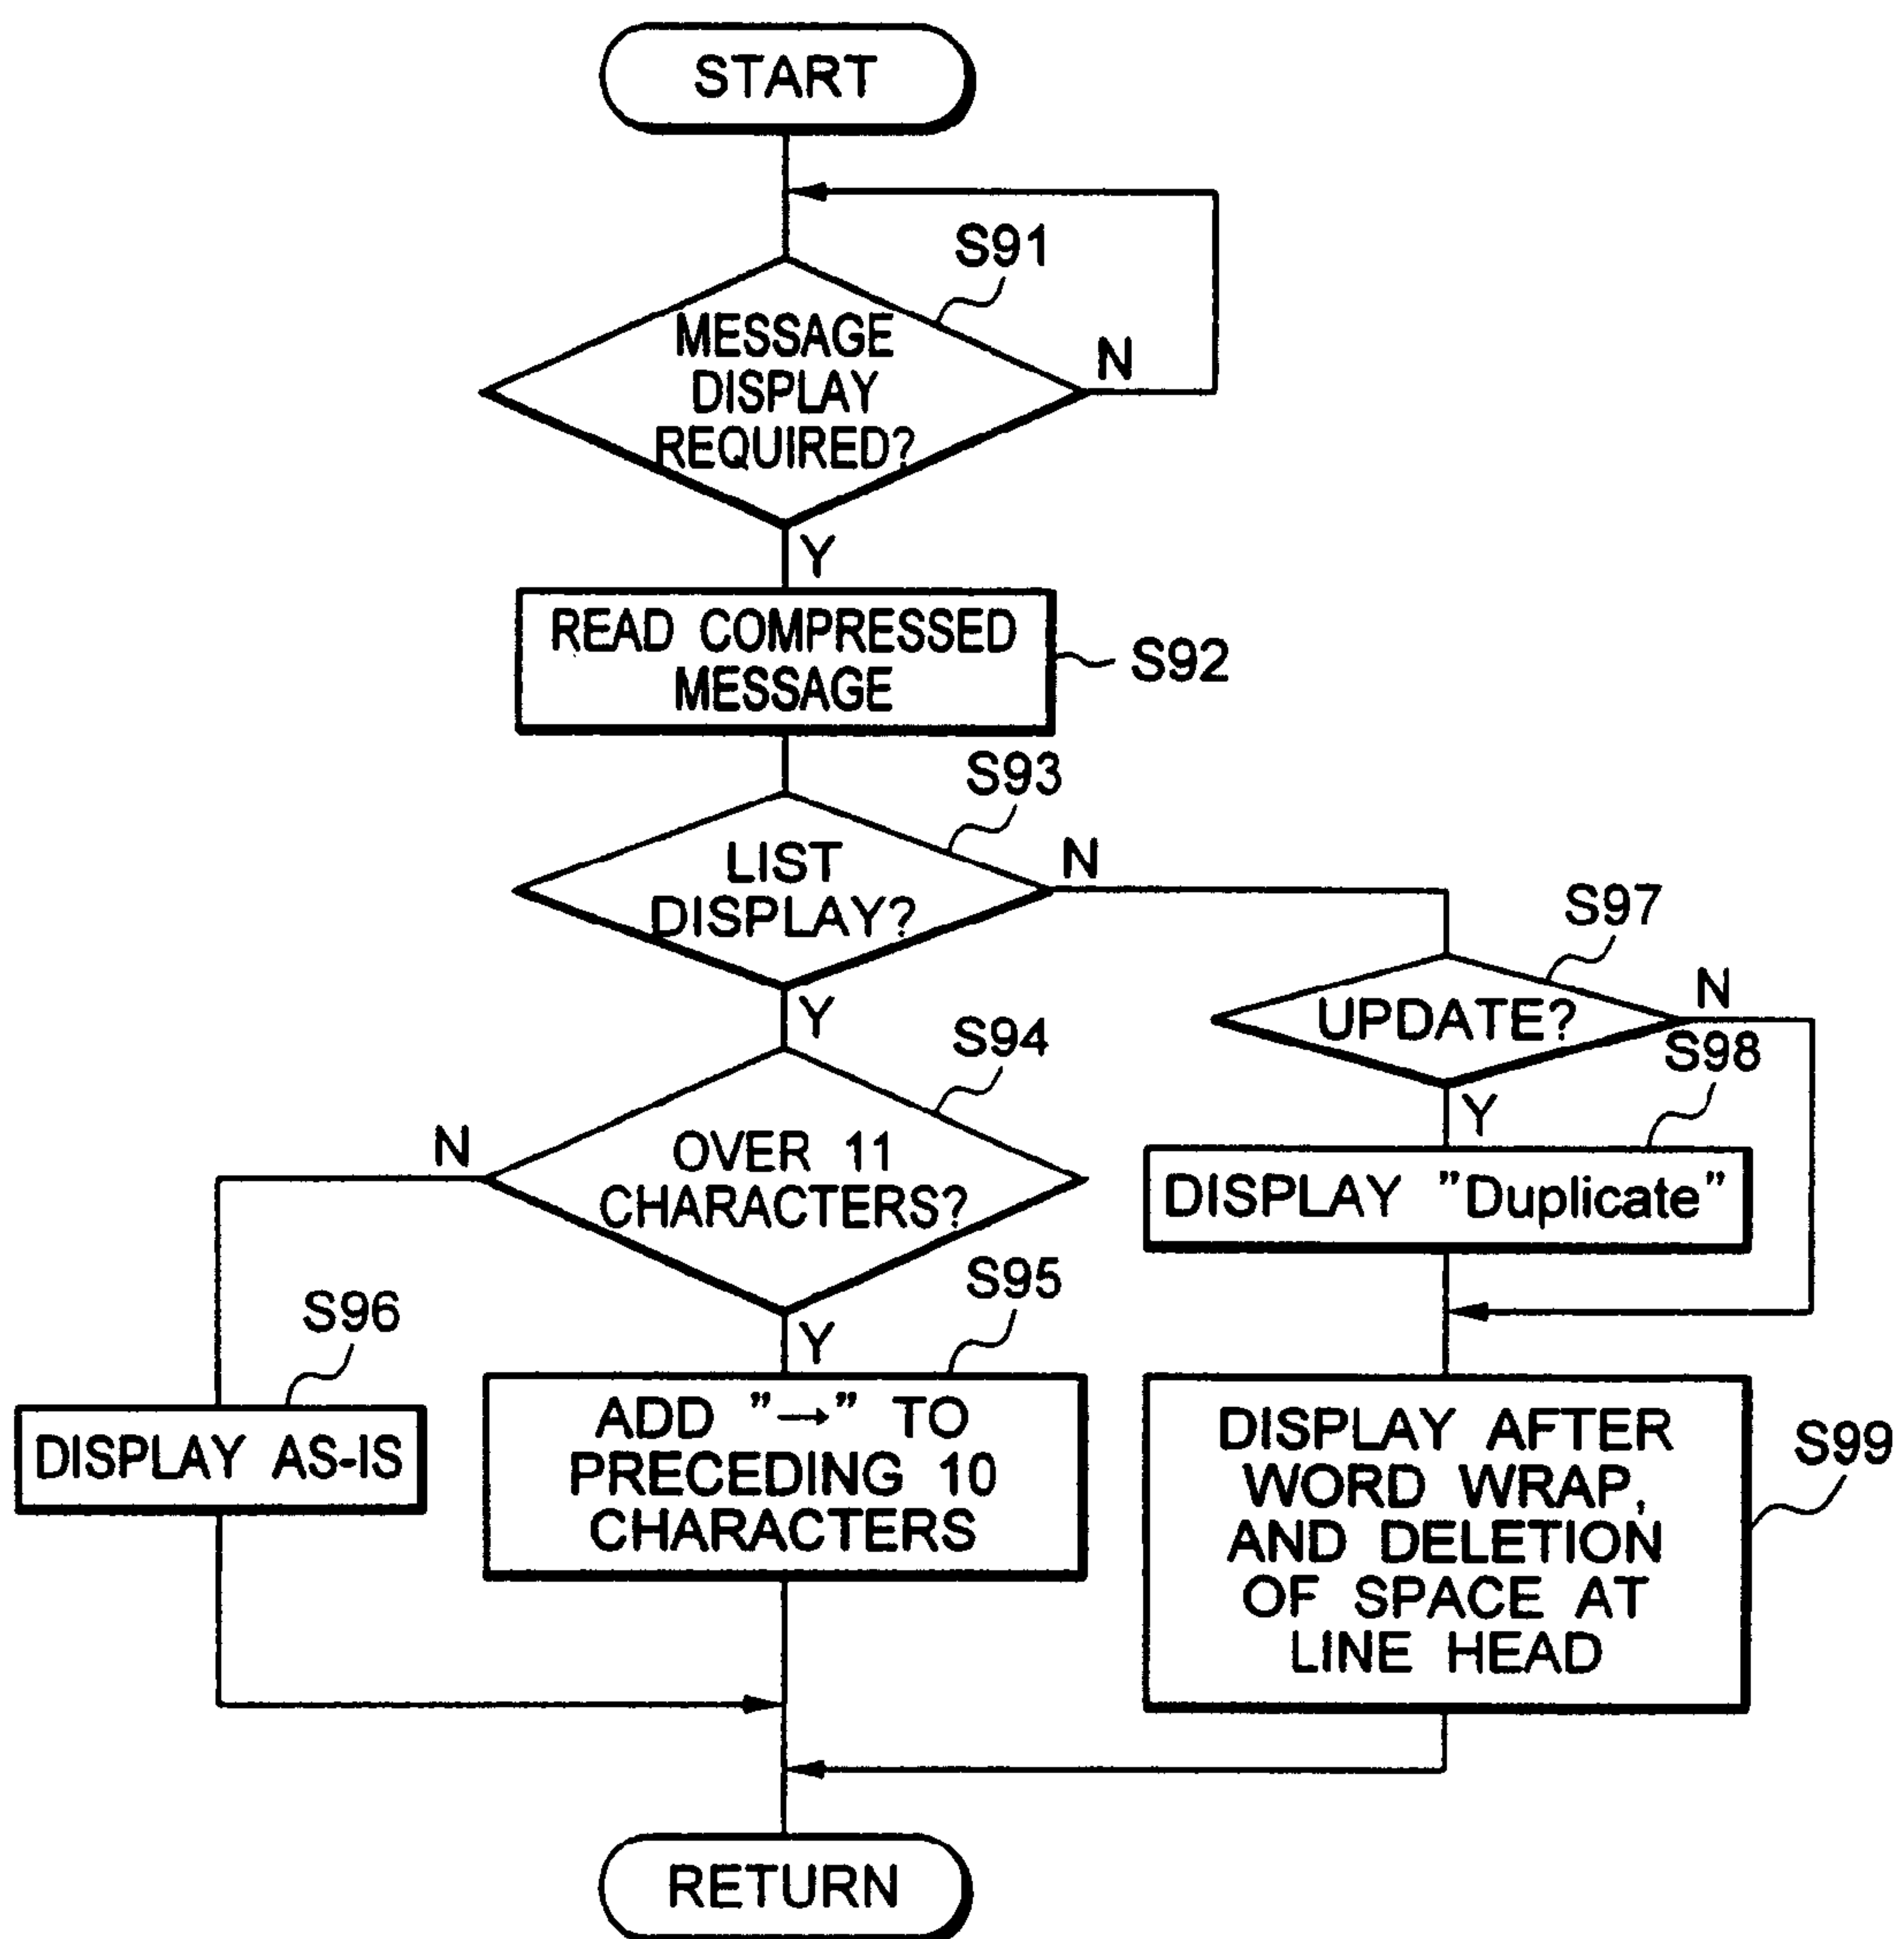 START
S91
MESSAGE
DISPLAY
REQUIRED?
N
Y
READ COMPRESSED
MESSAGE
S92
S93
LIST
DISPLAY?
N
Y
S97
UPDATE?
N
S98
Y
DISPLAY "Duplicate"
S94
OVER 11
CHARACTERS?
N
Y
S95
ADD "→" TO
PRECEDING 10
CHARACTERS
S96
DISPLAY AS-IS
DISPLAY AFTER
WORD WRAP,
AND DELETION
OF SPACE AT
LINE HEAD
S99
RETURN